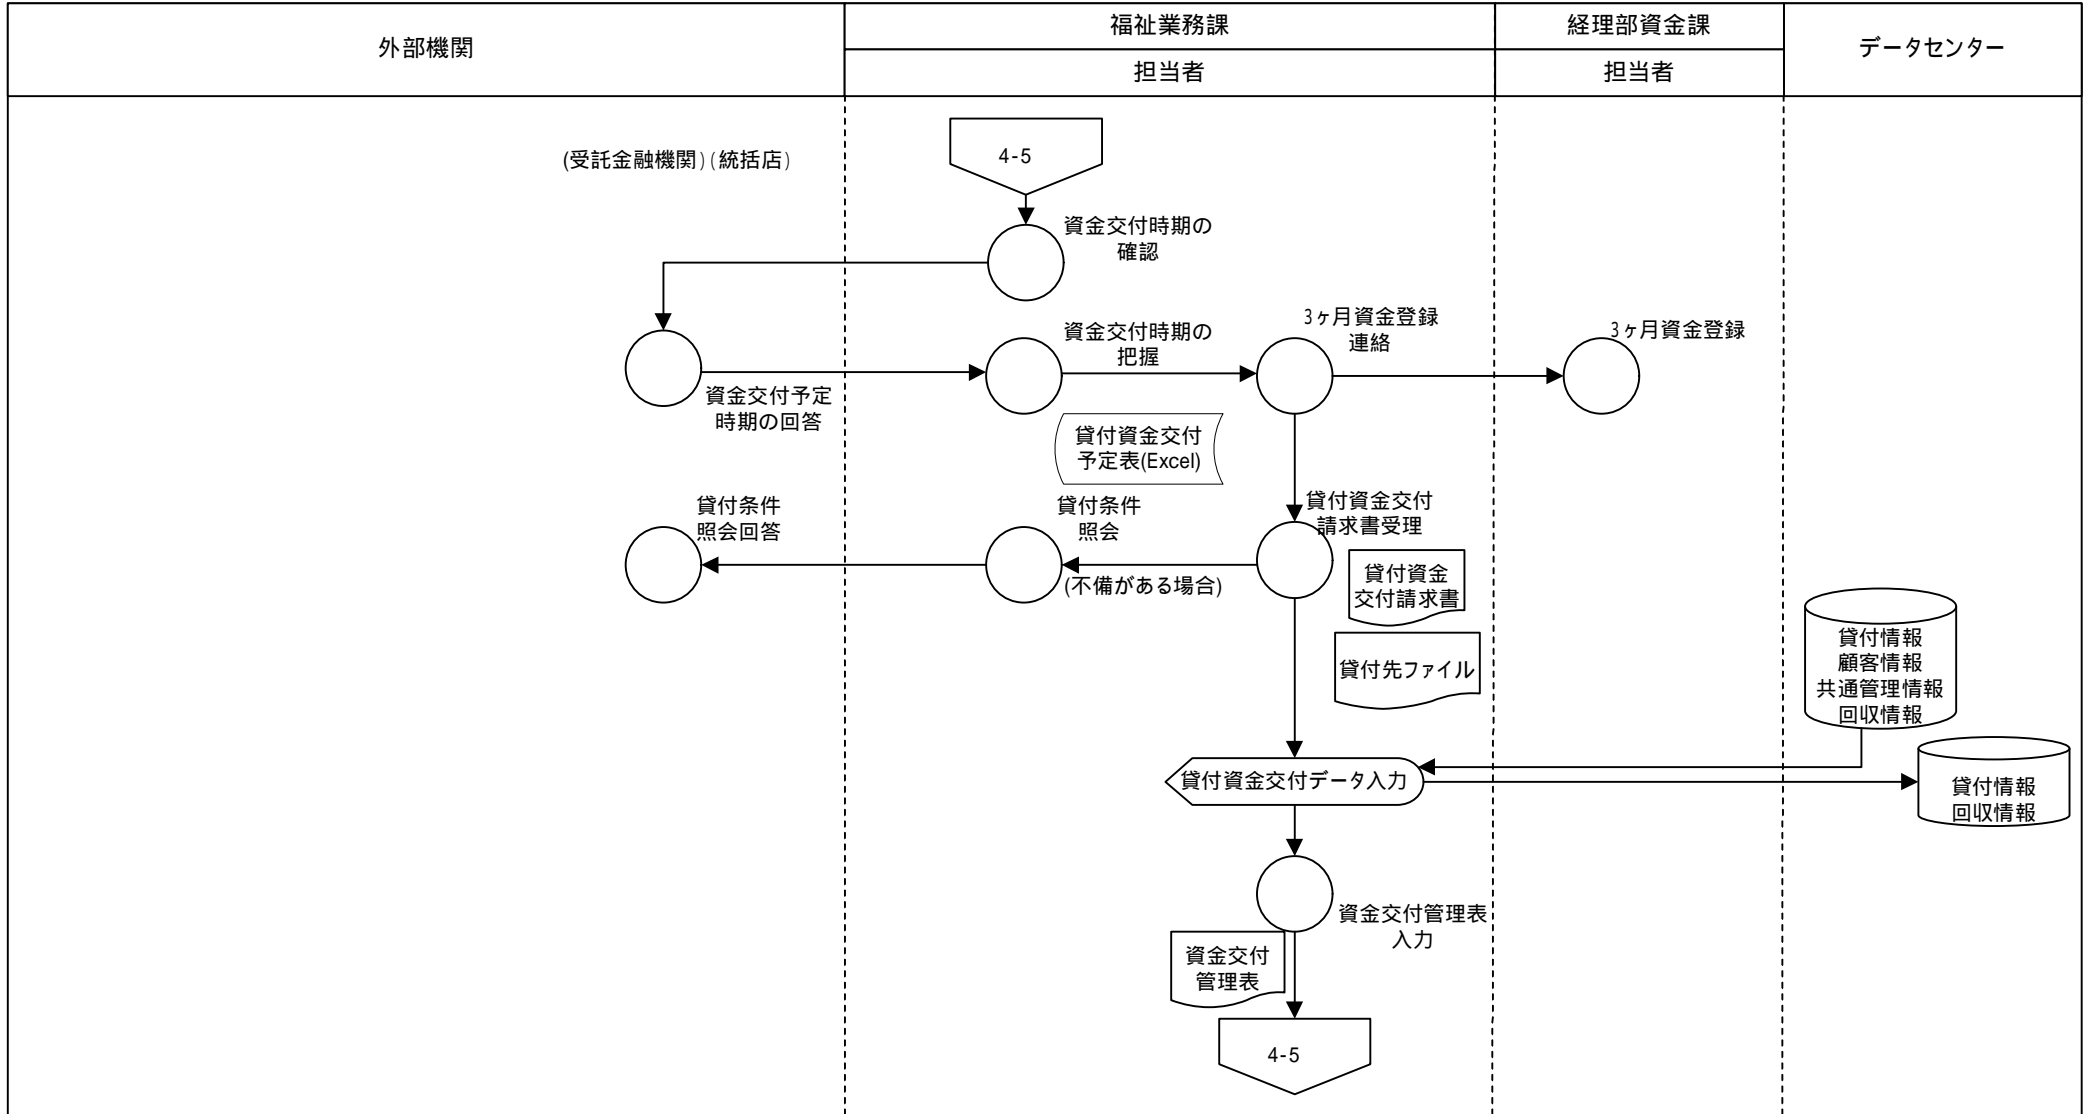 外部機関
福祉業務課
経理部資金課
データセンター
担当者
担当者
(受託金融機関)(統括店)
4-5
資金交付時期の
確認
資金交付予定
時期の回答
資金交付時期の
把握
3ヶ月資金登録
連絡
3ヶ月資金登録
貸付資金交付
予定表(Excel)
貸付条件
照会回答
貸付条件
照会
(不備がある場合)
貸付資金交付
請求書受理
貸付資金
交付請求書
貸付先ファイル
貸付情報
顧客情報
共通管理情報
回収情報
貸付資金交付データ入力
貸付情報
回収情報
資金交付管理表
入力
資金交付
管理表
4-5